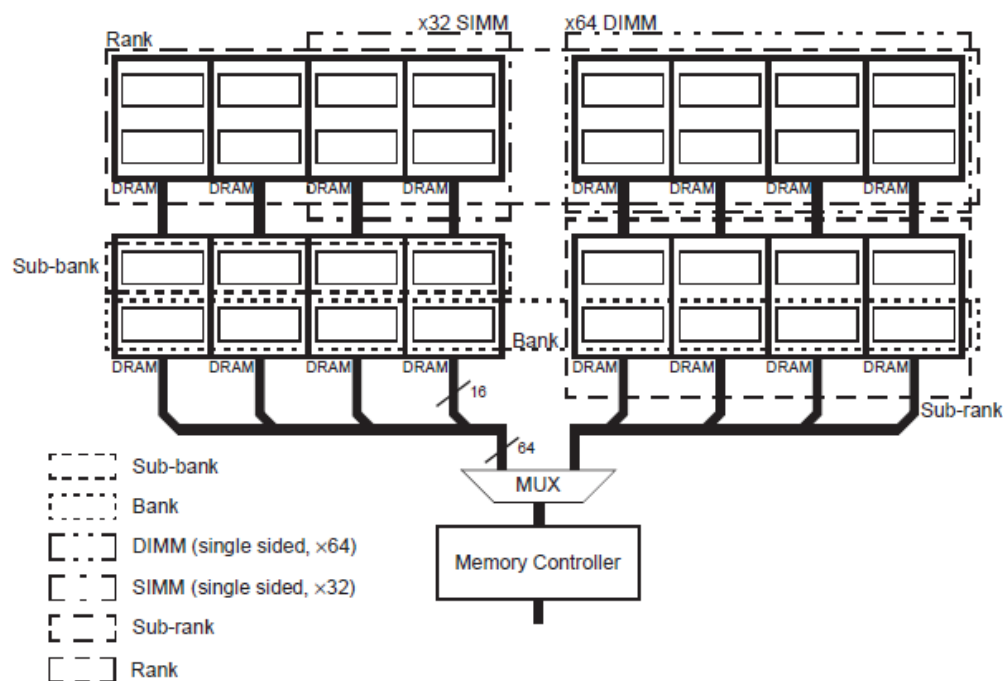 x32 SIMM
x64 DIMM
Rank
DRAM DRAM DRAM DRAM DRAM DRAM DRAM DRAM
Sub-bank
Bank
DRAM DRAM DRAM DRAM DRAM DRAM DRAM DRAM
16
Sub-rank
64
MUX
Memory Controller
Sub-bank
Bank
DIMM (single sided, ×64)
SIMM (single sided, ×32)
Sub-rank
Rank